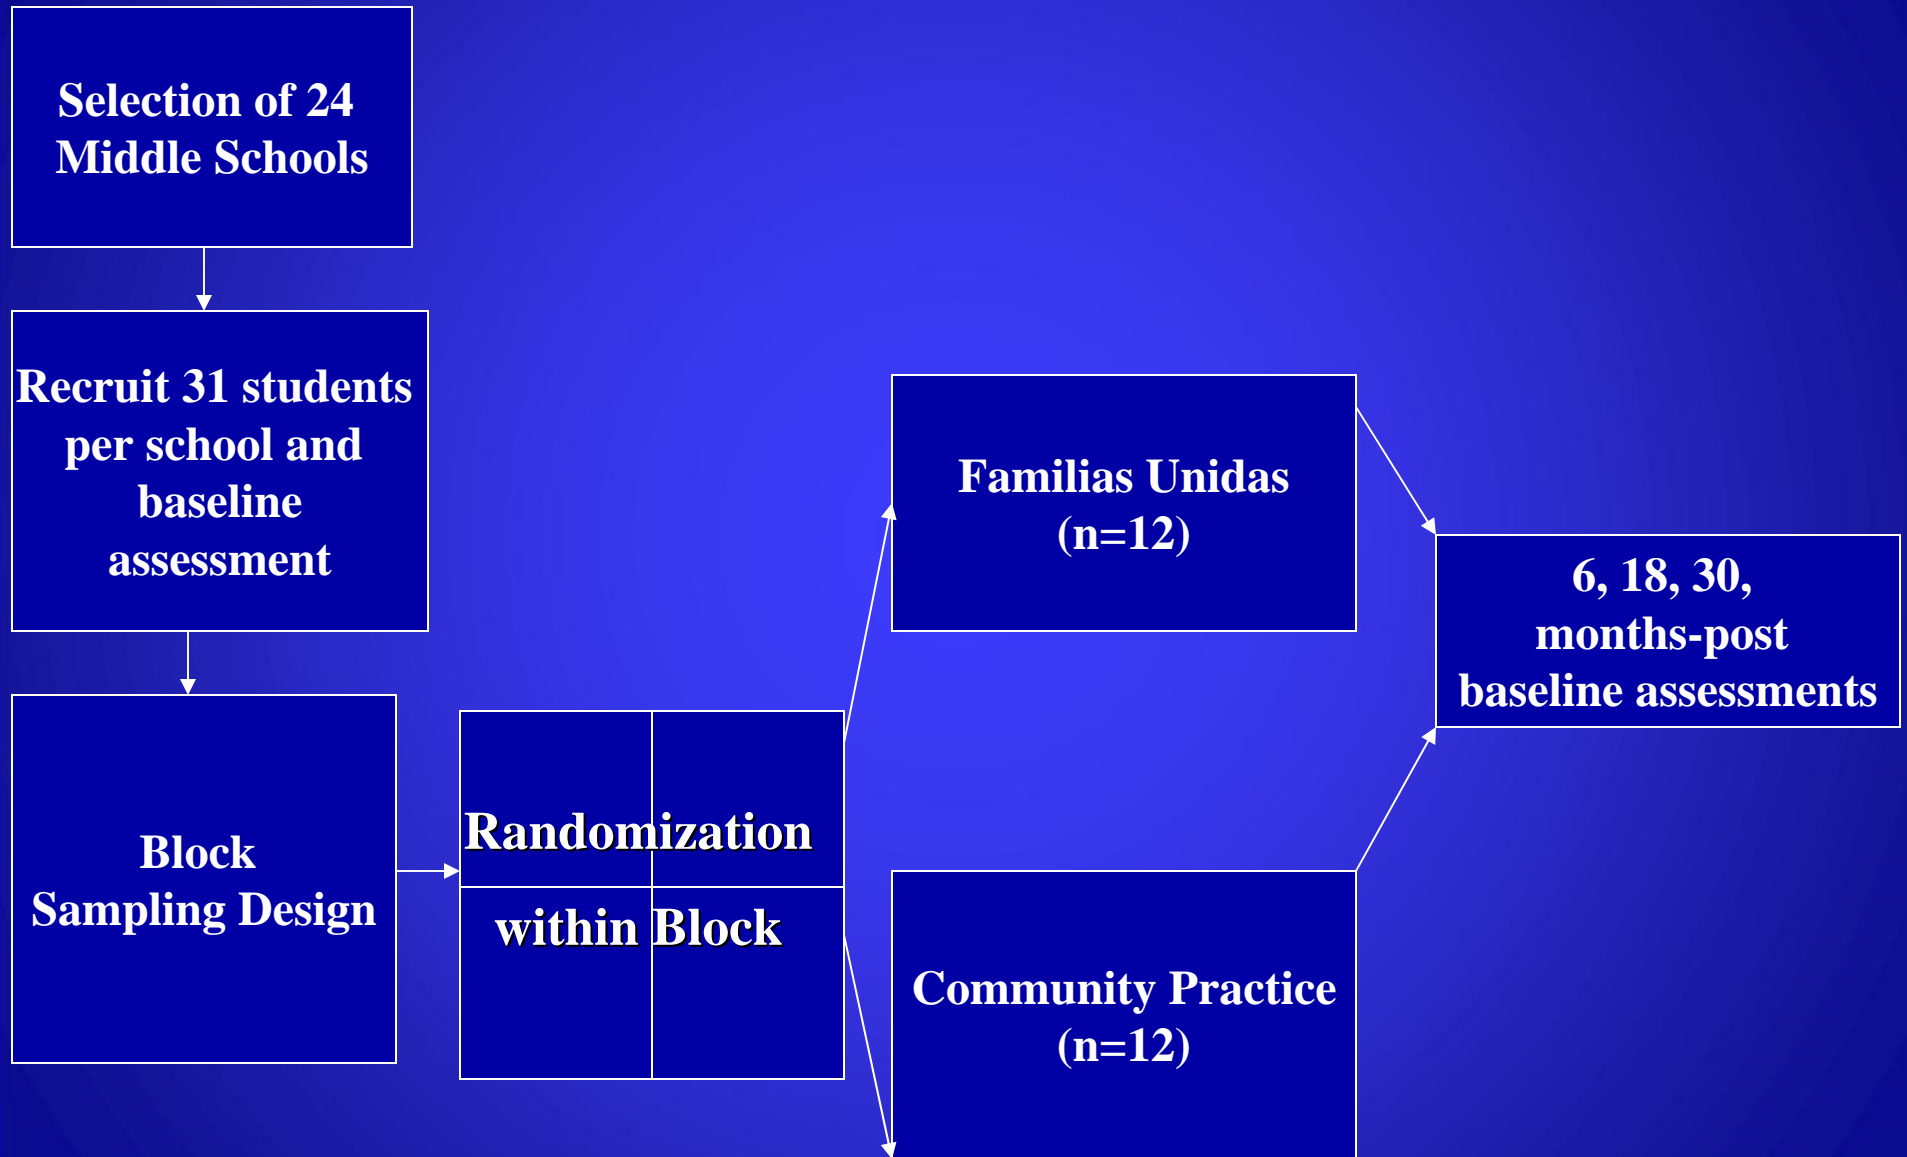 Selection of 24
Middle Schools
Recruit 31 students
per school and
baseline
assessment
Block
Sampling Design
Randomization
within Block
Familias Unidas
(n=12)
Community Practice
(n=12)
6, 18, 30,
months-post
baseline assessments